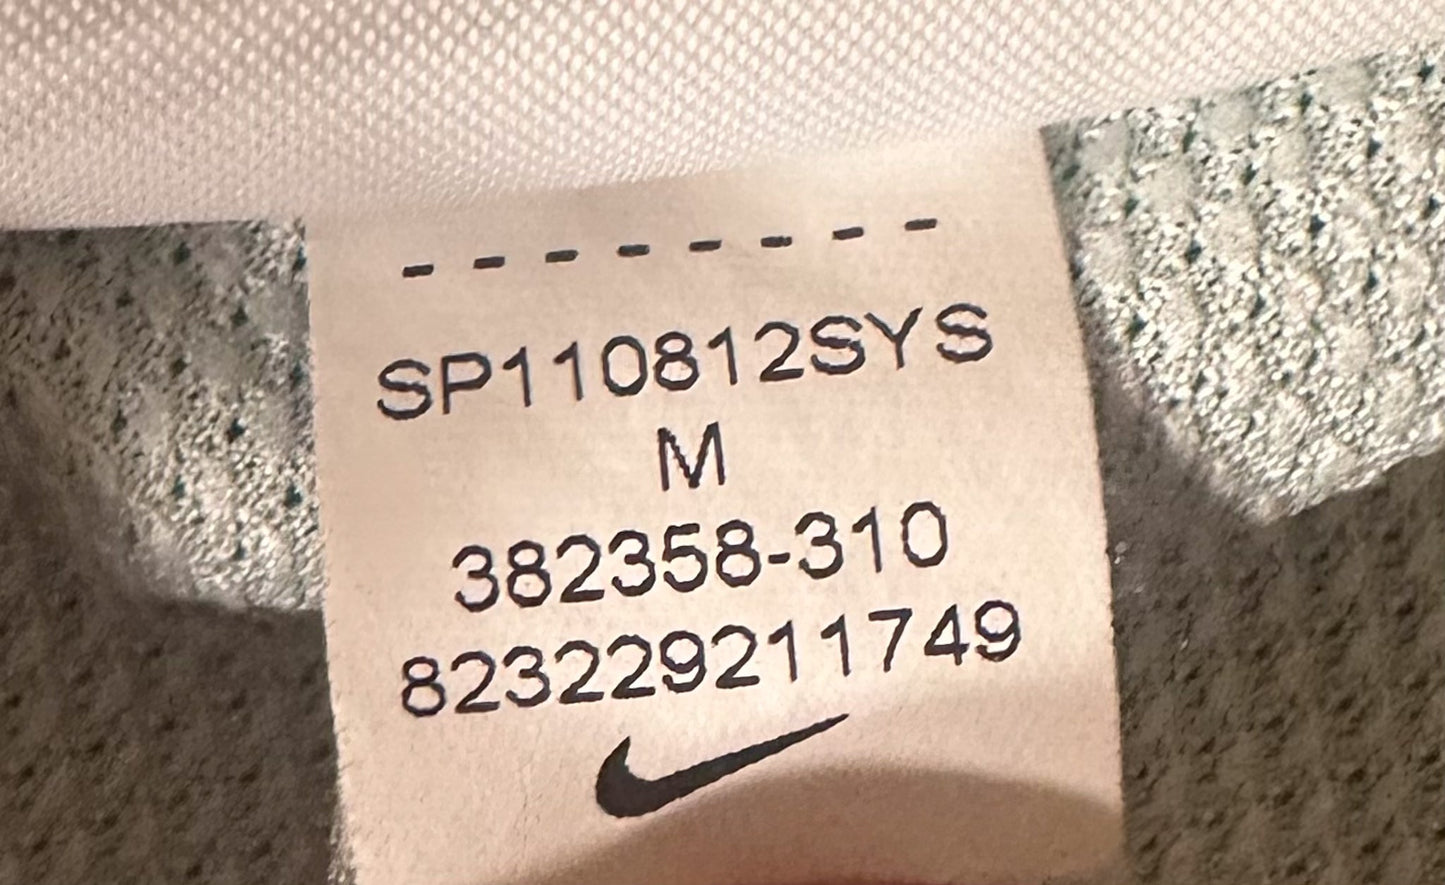 - - - - - - - -
SP110812SYS
M
382358-310
823229211749